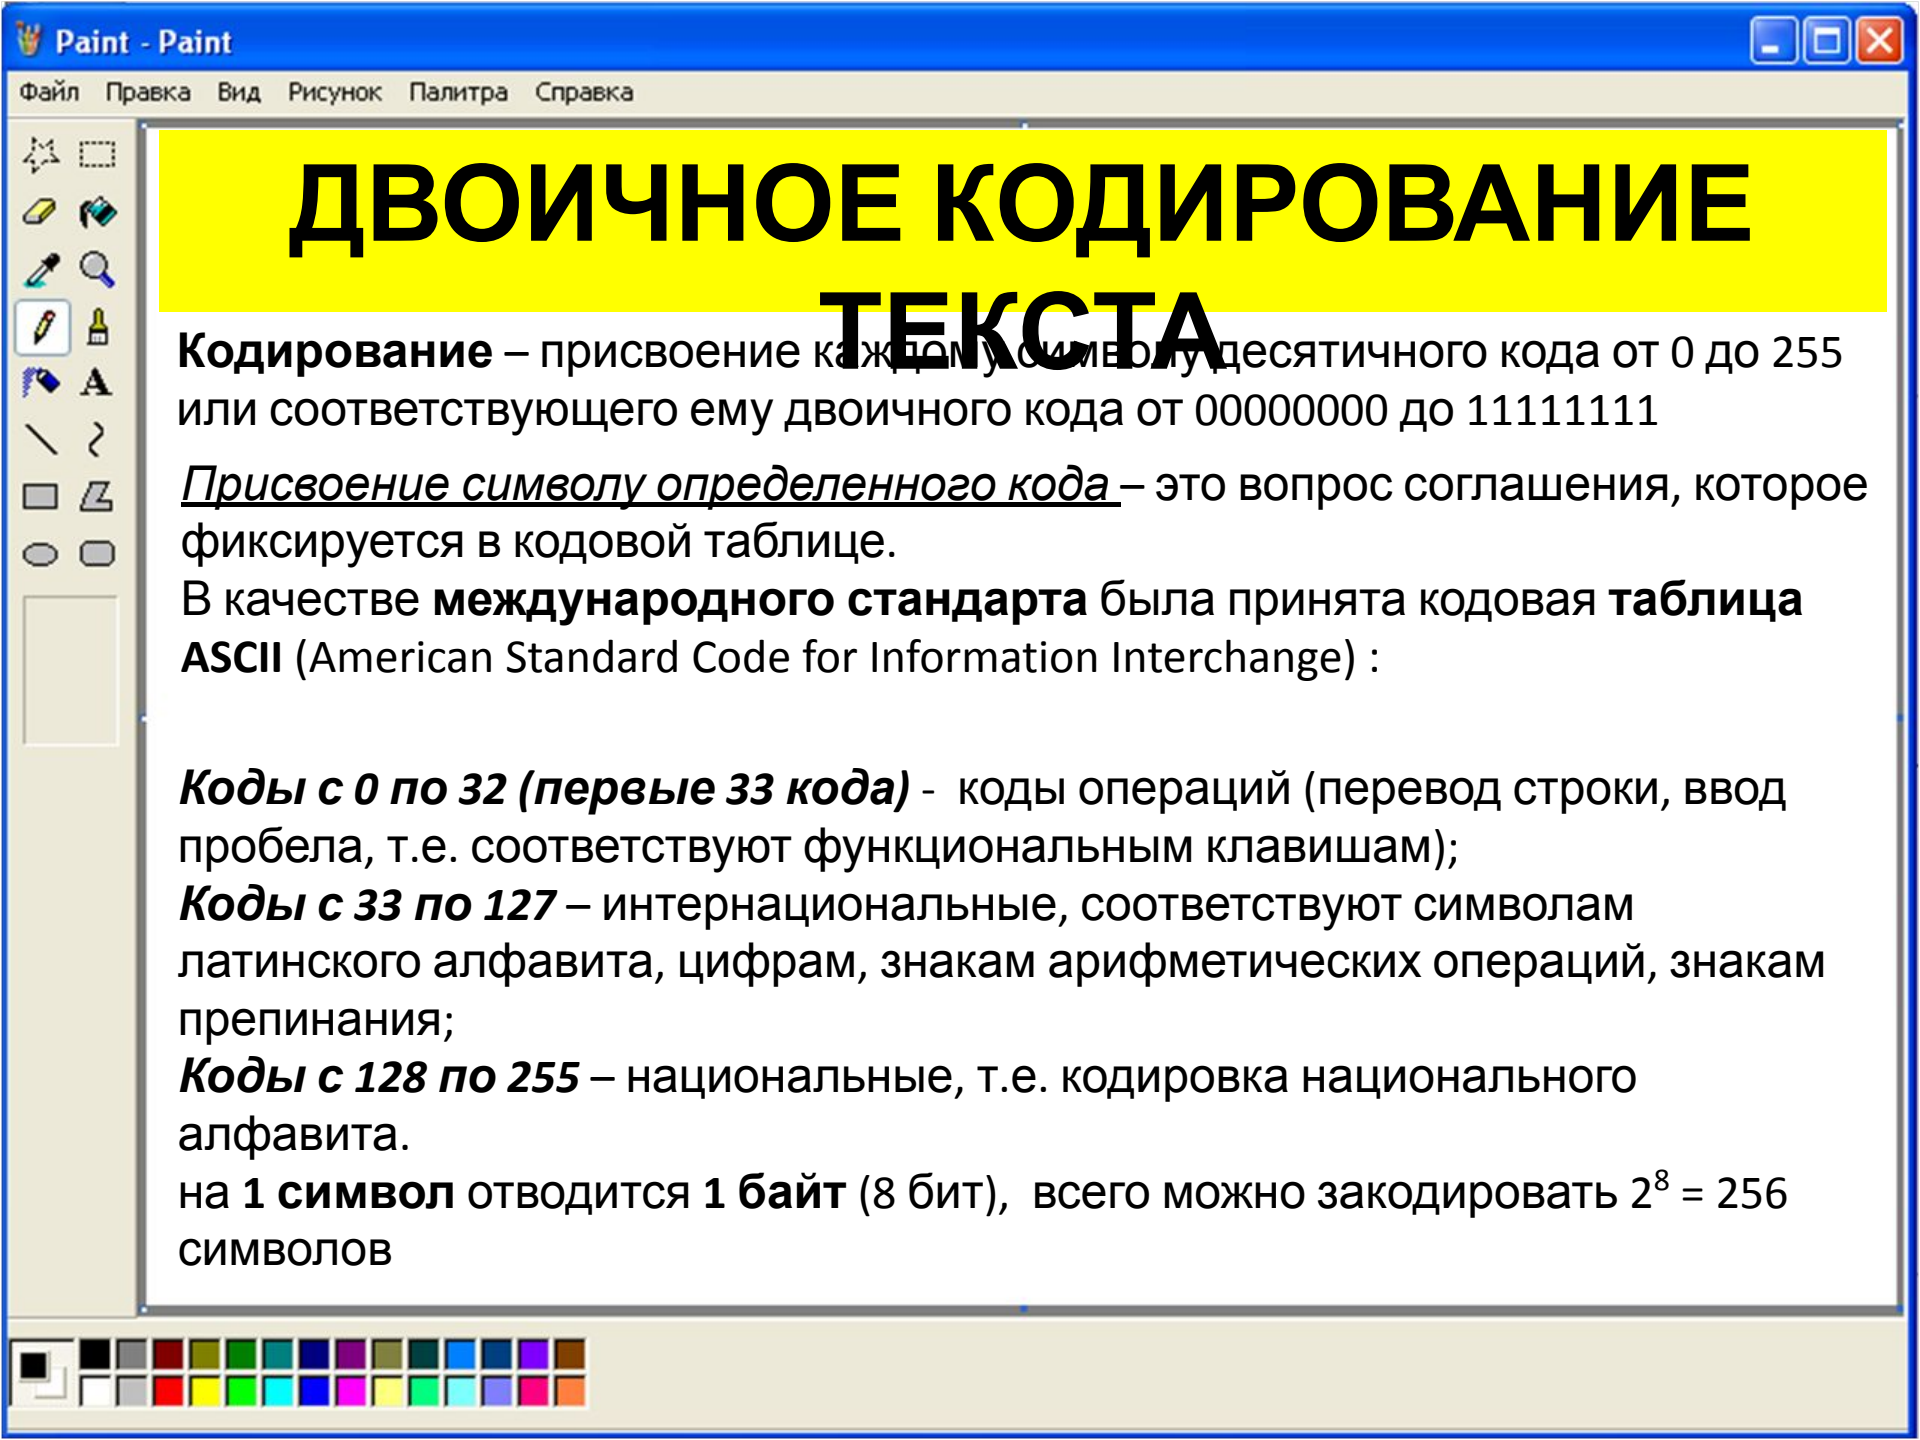 Paint - Paint
Файл Правка Вид Рисунок Палитра Справка
A
ДВОИЧНОЕ КОДИРОВАНИЕ
ТЕКСТА
Кодирование – присвоение каждому символу десятичного кода от 0 до 255
или соответствующего ему двоичного кода от 00000000 до 11111111
Присвоение символу определенного кода – это вопрос соглашения, которое
фиксируется в кодовой таблице.
В качестве международного стандарта была принята кодовая таблица
ASCII (American Standard Code for Information Interchange) :
Коды с 0 по 32 (первые 33 кода) - коды операций (перевод строки, ввод
пробела, т.е. соответствуют функциональным клавишам);
Коды с 33 по 127 – интернациональные, соответствуют символам
латинского алфавита, цифрам, знакам арифметических операций, знакам
препинания;
Коды с 128 по 255 – национальные, т.е. кодировка национального
алфавита.
на 1 символ отводится 1 байт (8 бит), всего можно закодировать 2⁸ = 256
символов